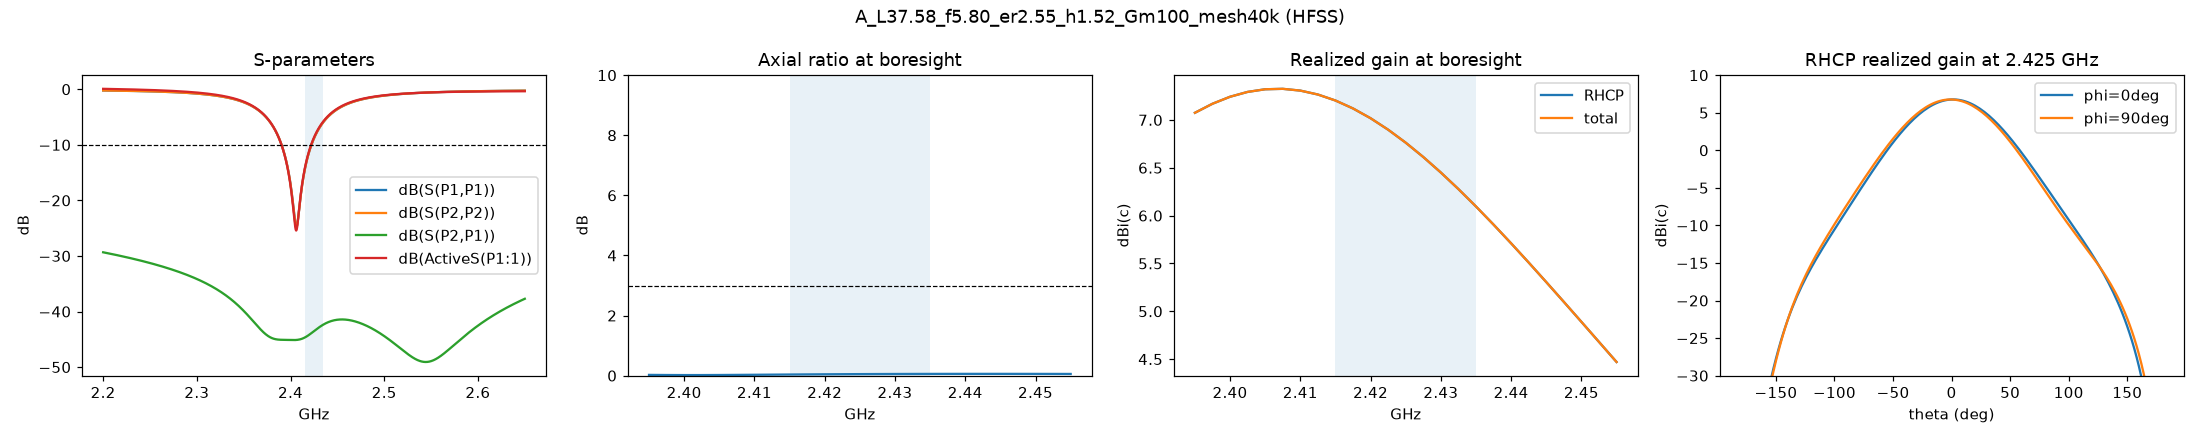 A_L37.58_f5.80_er2.55_h1.52_Gm100_mesh40k (HFSS)
S-parameters
0
−10
−20
−30
−40
−50
dB
2.2 2.3 2.4 2.5 2.6
GHz
dB(S(P1,P1))
dB(S(P2,P2))
dB(S(P2,P1))
dB(ActiveS(P1:1))
Axial ratio at boresight
10
8
6
4
2
0
dB
2.40 2.41 2.42 2.43 2.44 2.45
GHz
Realized gain at boresight
7.0
6.5
6.0
5.5
5.0
4.5
dBi(c)
2.40 2.41 2.42 2.43 2.44 2.45
GHz
RHCP
total
RHCP realized gain at 2.425 GHz
10
5
0
−5
−10
−15
−20
−25
−30
dBi(c)
−150 −100 −50 0 50 100 150
theta (deg)
phi=0deg
phi=90deg